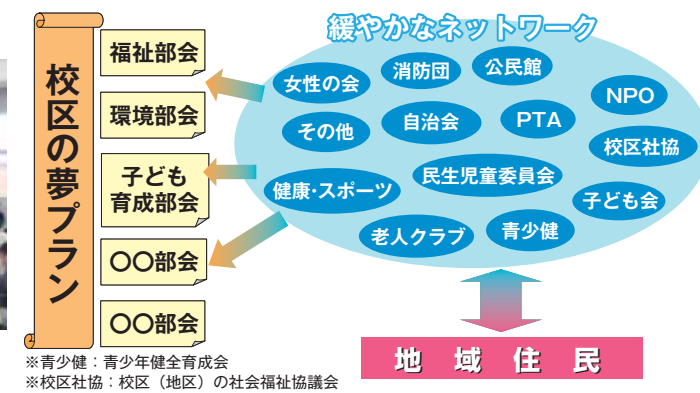 緩やかなネットワーク
校区の夢プラン
福祉部会
環境部会
子ども
育成部会
〇〇部会
〇〇部会
女性の会
消防団
公民館
NPO
その他
自治会
PTA
校区社協
健康・スポーツ
民生児童委員会
子ども会
老人クラブ
青少健
地域住民
※青少健：青少年健全育成会
※校区社協：校区（地区）の社会福祉協議会